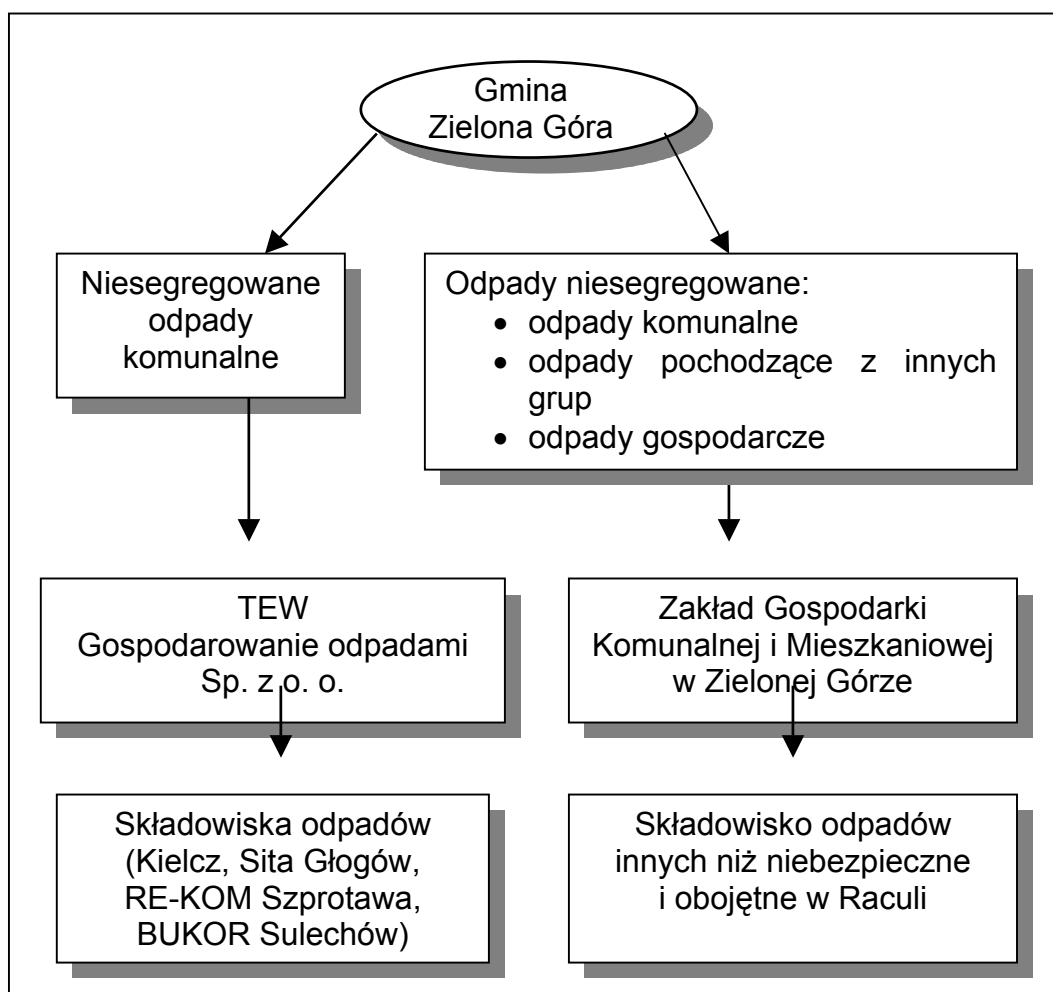 Gmina
Zielona Góra
Niesegregowane
odpady
komunalne
Odpady niesegregowane:
• odpady komunalne
• odpady pochodzące z innych
grup
• odpady gospodarcze
TEW
Gospodarowanie odpadami
Sp. z o. o.
Zakład Gospodarki
Komunalnej i Mieszkaniowej
w Zielonej Górze
Składowiska odpadów
(Kielcz, Sita Głogów,
RE-KOM Szprotawa,
BUKOR Sulechów)
Składowisko odpadów
innych niż niebezpieczne
i obojętne w Raculi